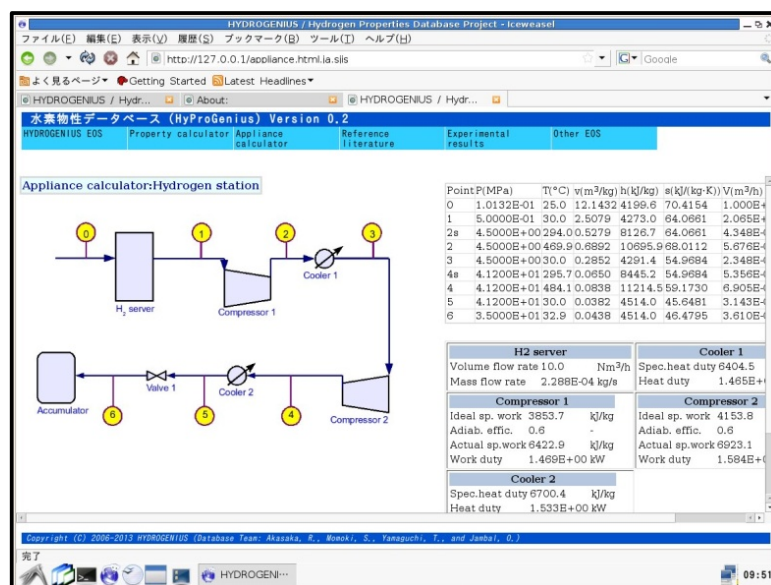 HYDROGENIUS / Hydrogen Properties Database Project - Iceweasel
ファイル(F) 編集(E) 表示(V) 履歴(S) ブックマーク(B) ツール(T) ヘルプ(H)
http://127.0.0.1/appliance.html.ja.sjis
Google
よく見るページ Getting Started Latest Headlines
HYDROGENIUS / Hydr... About: HYDROGENIUS / Hydr...
水素物性データベース (HyProGenius) Version 0.2
HYDROGENIUS EOS Property calculator Appliance calculator Reference literature Experimental results Other EOS
Appliance calculator:Hydrogen station
0 1 2 3
H2 server
Compressor 1
Cooler 1
Accumulator
Valve 1
Cooler 2
Compressor 2
6 5 4
Point P(MPa) T(°C) v(m³/kg) h(kJ/kg) s(kJ/(kg·K)) V(m³/h)
0 1.0132E-01 25.0 12.1432 4199.6 70.4154 1.000E+
1 5.0000E-01 30.0 2.5079 4273.0 64.0661 2.065E+
2s 4.5000E+00 294.0 0.5279 8126.7 64.0661 4.348E-
2 4.5000E+00 469.9 0.6892 10695.9 68.0112 5.676E-
3 4.5000E+00 30.0 0.2852 4291.4 54.9684 2.348E-
4s 4.1200E+01 295.7 0.0650 8445.2 54.9684 5.356E-
4 4.1200E+01 484.1 0.0838 11214.5 59.1730 6.905E-
5 4.1200E+01 30.0 0.0382 4514.0 45.6481 3.143E-
6 3.5000E+01 32.9 0.0438 4514.0 46.4795 3.610E-
H2 server
Volume flow rate 10.0 Nm³/h
Mass flow rate 2.288E-04 kg/s
Cooler 1
Spec.heat duty 6404.5
Heat duty 1.465E+
Compressor 1
Ideal sp. work 3853.7 kJ/kg
Adiab. effic. 0.6 -
Actual sp.work 6422.9 kJ/kg
Work duty 1.469E+00 kW
Compressor 2
Ideal sp. work 4153.8
Adiab. effic. 0.6
Actual sp.work 6923.1
Work duty 1.584E+
Cooler 2
Spec.heat duty 6700.4 kJ/kg
Heat duty 1.533E+00 kW
Copyright (C) 2006-2013 HYDROGENIUS (Database Team: Akasaka, R., Momoki, S., Yamaguchi, T., and Jambal, O.)
完了
HYDROGENI...
09:51